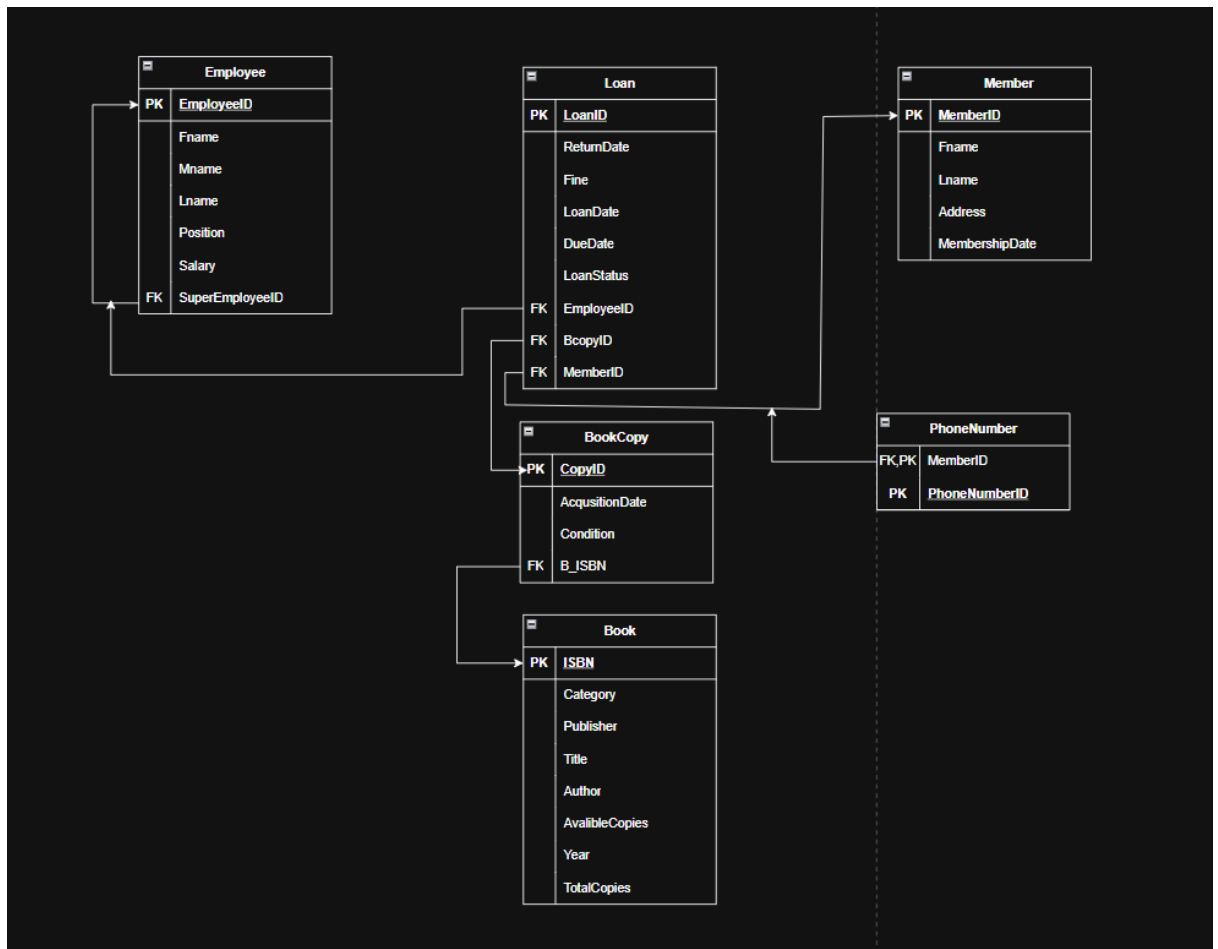 Employee
PK EmployeeID
Fname
Mname
Lname
Position
Salary
FK SuperEmployeeID
Loan
PK LoanID
ReturnDate
Fine
LoanDate
DueDate
LoanStatus
FK EmployeeID
FK BcopyID
FK MemberID
Member
PK MemberID
Fname
Lname
Address
MembershipDate
BookCopy
PK CopyID
AcqusitionDate
Condition
FK B_ISBN
PhoneNumber
FK,PK MemberID
PK PhoneNumberID
Book
PK ISBN
Category
Publisher
Title
Author
AvalibleCopies
Year
TotalCopies